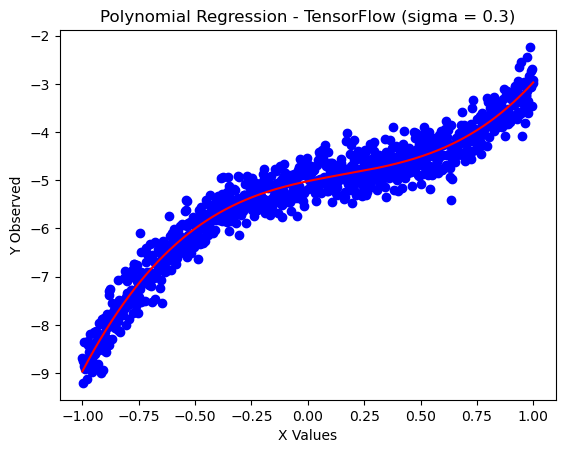 Polynomial Regression - TensorFlow (sigma = 0.3)
−2
−3
−4
−5
−6
−7
−8
−9
Y Observed
−1.00 −0.75 −0.50 −0.25 0.00 0.25 0.50 0.75 1.00
X Values